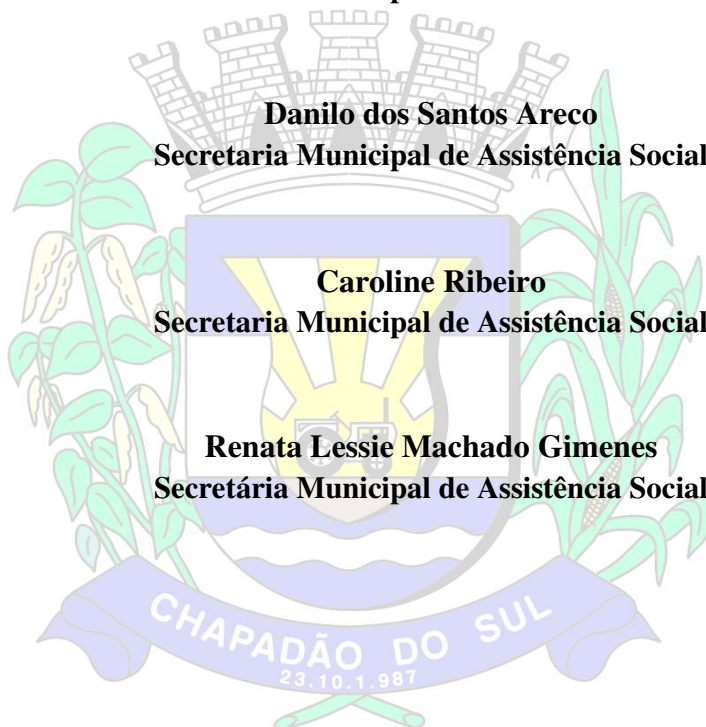 Danilo dos Santos Areco
Secretaria Municipal de Assistência Social
Caroline Ribeiro
Secretaria Municipal de Assistência Social
Renata Lessie Machado Gimenes
Secretária Municipal de Assistência Social
CHAPADÃO DO SUL
23.10.1.987